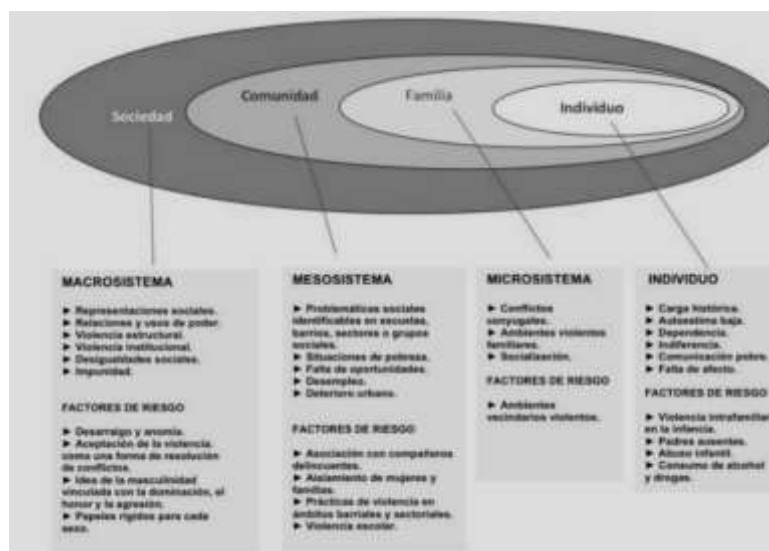 Sociedad
Comunidad
Familia
Individuo
MACROSISTEMA
► Representaciones sociales.
► Relaciones y usos de poder.
► Violencia estructural.
► Violencia institucional.
► Desigualdades sociales.
► Impunidad.
FACTORES DE RIESGO
► Desarraigo y anomia.
► Aceptación de la violencia
como una forma de resolución
de conflictos.
► Idea de la masculinidad
vinculada con la dominación, el
honor y la agresión.
► Papeles rígidos para cada
sexo.
MESOSISTEMA
► Problemáticas sociales
identificables en escuelas,
barrios, sectores o grupos
sociales.
► Situaciones de pobreza.
► Falta de oportunidades.
► Desempleo.
► Deterioro urbano.
FACTORES DE RIESGO
► Asociación con compañeros
delincuentes.
► Aislamiento de mujeres y
familias.
► Prácticas de violencia en
ámbitos barriales y sectoriales.
► Violencia escolar.
MICROSISTEMA
► Conflictos
conyugales.
► Ambientes violentos
familiares.
► Socialización.
FACTORES DE RIESGO
► Ambientes
vecindarios violentos.
INDIVIDUO
► Carga histórica.
► Autoestima baja.
► Dependencia.
► Indiferencia.
► Comunicación pobre.
► Falta de afecto.
FACTORES DE RIESGO
► Violencia intrafamiliar
en la infancia.
► Padres ausentes.
► Abuso infantil.
► Consumo de alcohol
y drogas.